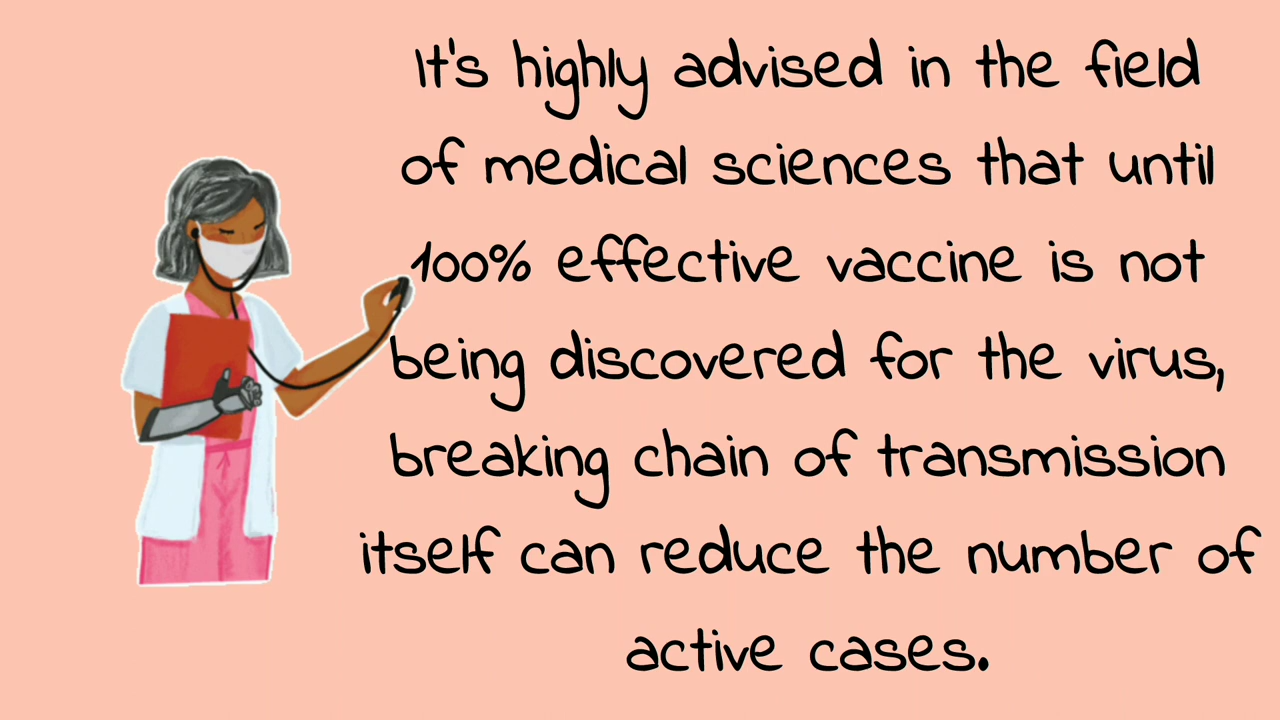 It's highly advised in the field
of medical sciences that until
100% effective vaccine is not
being discovered for the virus,
breaking chain of transmission
itself can reduce the number of
active cases.